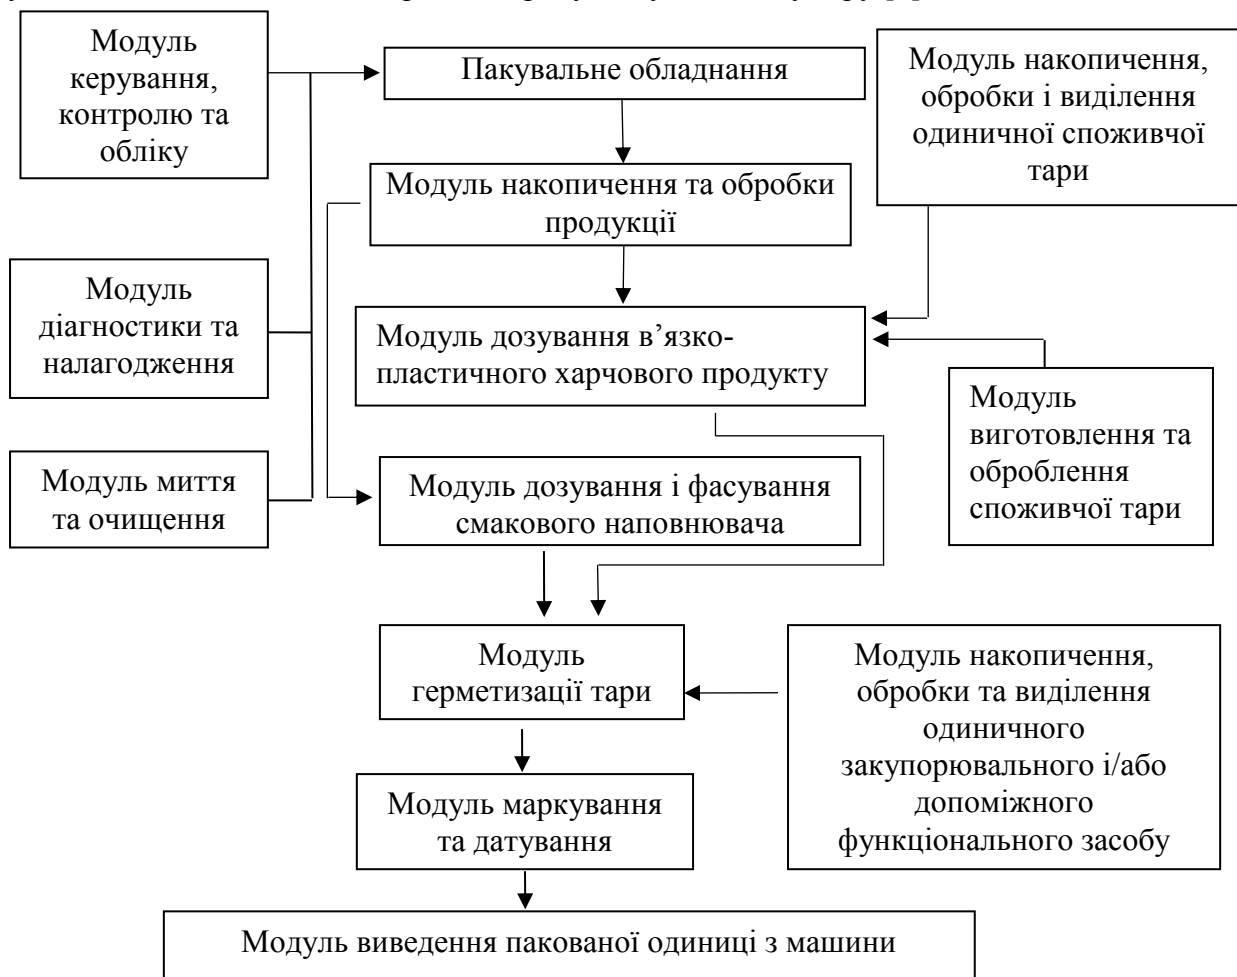 Модуль
керування,
контролю та
обліку
Пакувальне обладнання
Модуль накопичення,
обробки і виділення
одиничної споживчої
тари
Модуль накопичення та обробки
продукції
Модуль
діагностики та
налагодження
Модуль дозування в’язко-
пластичного харчового продукту
Модуль
виготовлення та
оброблення
споживчої тари
Модуль миття
та очищення
Модуль дозування і фасування
смакового наповнювача
Модуль
герметизації тари
Модуль накопичення,
обробки та виділення
одиничного
закупорювального і/або
допоміжного
функціонального засобу
Модуль маркування
та датування
Модуль виведення пакованої одиниці з машини